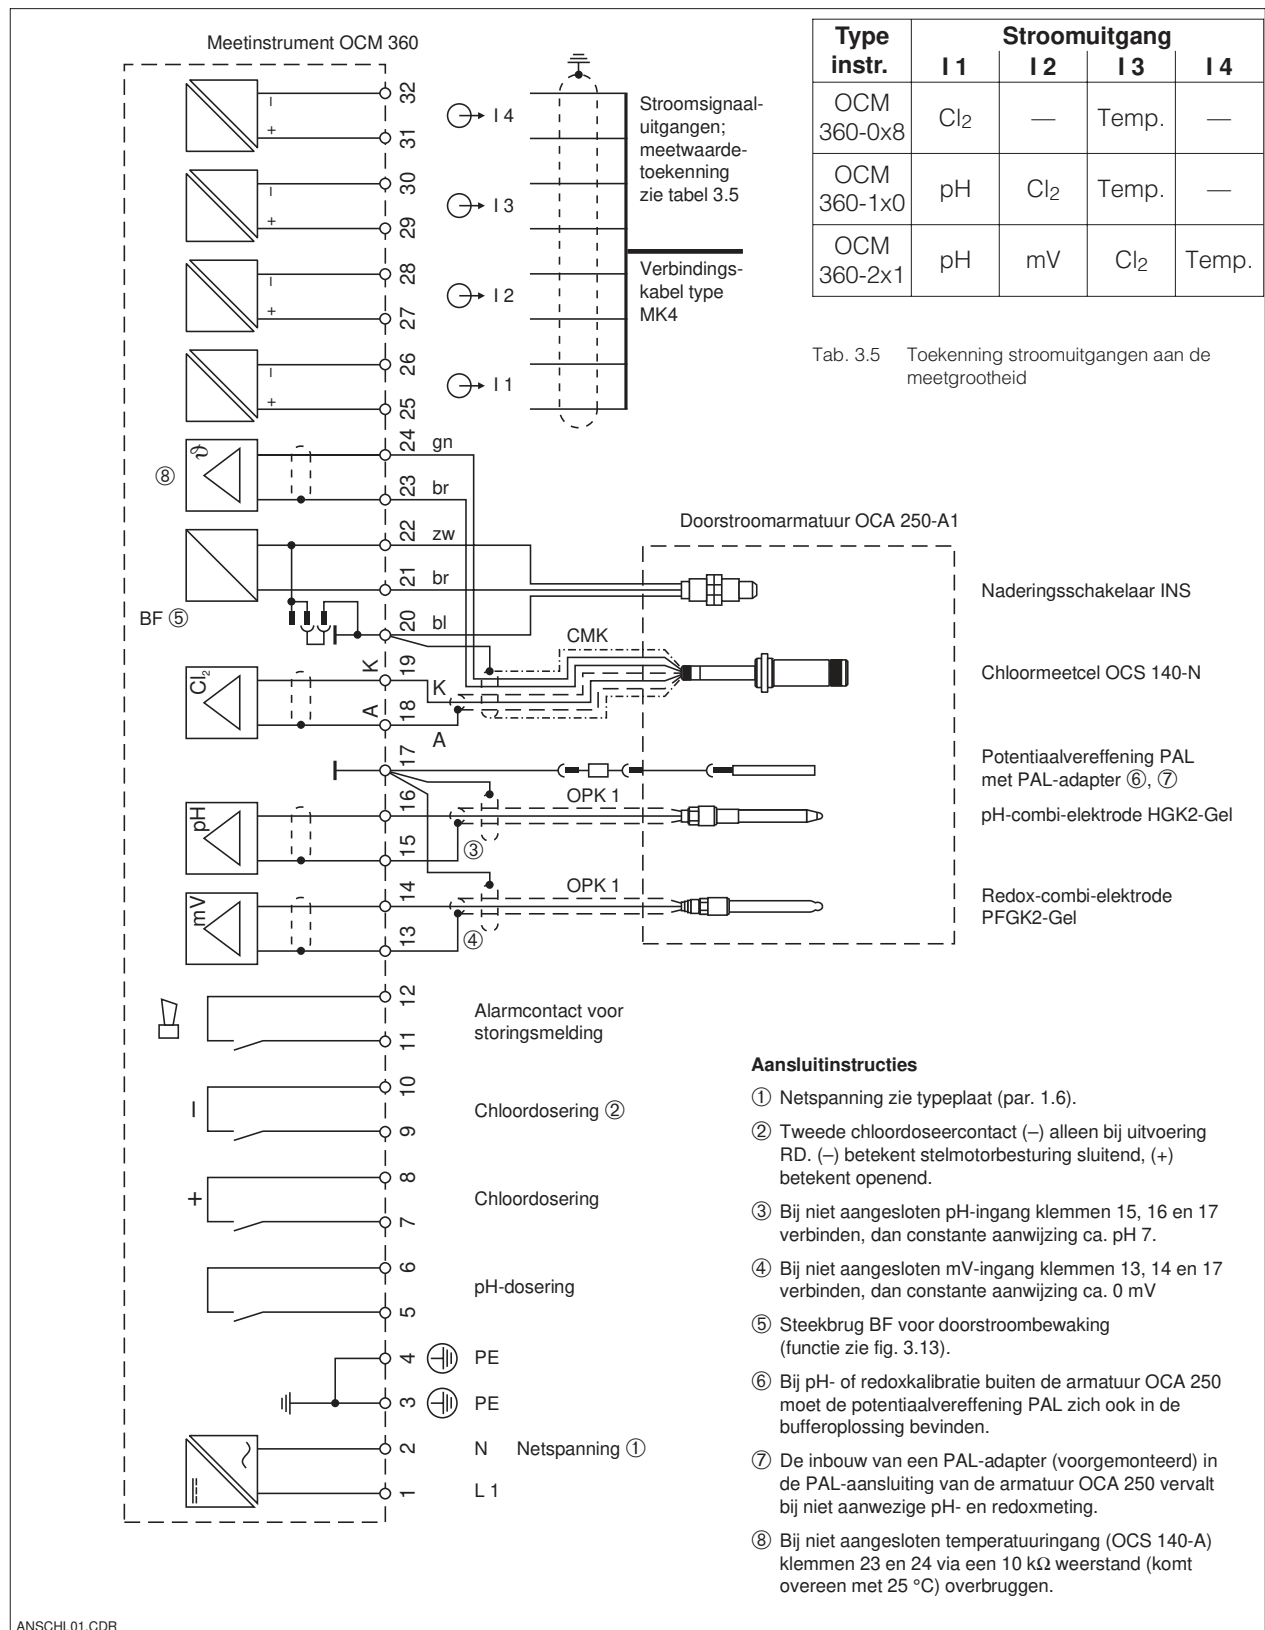 Meetinstrument OCM 360
32
31
30
29
28
27
26
25
24
23
22
21
20
19
18
17
16
15
14
13
12
11
10
9
8
7
6
5
4
3
2
1
– + I 4
– + I 3
– + I 2
– + I 1
Stroomsignaal-
uitgangen;
meetwaarde-
toekenning
zie tabel 3.5
Verbindings-
kabel type
MK4
Type instr. Stroomuitgang
I 1 I 2 I 3 I 4
OCM 360-0x8 Cl2 — Temp. —
OCM 360-1x0 pH Cl2 Temp. —
OCM 360-2x1 pH mV Cl2 Temp.
Tab. 3.5 Toekenning stroomuitgangen aan de
meetgrootheid
⑧ ϑ gn
br
zw
br
BF ⑤ bl
Cl2 K K
A A
pH
mV
CMK
OPK 1
③
OPK 1
④
Doorstroomarmatuur OCA 250-A1
Naderingsschakelaar INS
Chloormeetcel OCS 140-N
Potentiaalvereffening PAL
met PAL-adapter ⑥, ⑦
pH-combi-elektrode HGK2-Gel
Redox-combi-elektrode
PFGK2-Gel
Alarmcontact voor
storingsmelding
– Chloordosering ②
+ Chloordosering
pH-dosering
PE
PE
N Netspanning ①
L 1
Aansluitinstructies
① Netspanning zie typeplaat (par. 1.6).
② Tweede chloordoseercontact (–) alleen bij uitvoering
RD. (–) betekent stelmotorbesturing sluitend, (+)
betekent openend.
③ Bij niet aangesloten pH-ingang klemmen 15, 16 en 17
verbinden, dan constante aanwijzing ca. pH 7.
④ Bij niet aangesloten mV-ingang klemmen 13, 14 en 17
verbinden, dan constante aanwijzing ca. 0 mV
⑤ Steekbrug BF voor doorstroombewaking
(functie zie fig. 3.13).
⑥ Bij pH- of redoxkalibratie buiten de armatuur OCA 250
moet de potentiaalvereffening PAL zich ook in de
bufferoplossing bevinden.
⑦ De inbouw van een PAL-adapter (voorgemonteerd) in
de PAL-aansluiting van de armatuur OCA 250 vervalt
bij niet aanwezige pH- en redoxmeting.
⑧ Bij niet aangesloten temperatuuringang (OCS 140-A)
klemmen 23 en 24 via een 10 kΩ weerstand (komt
overeen met 25 °C) overbruggen.
ANSCHL01.CDR